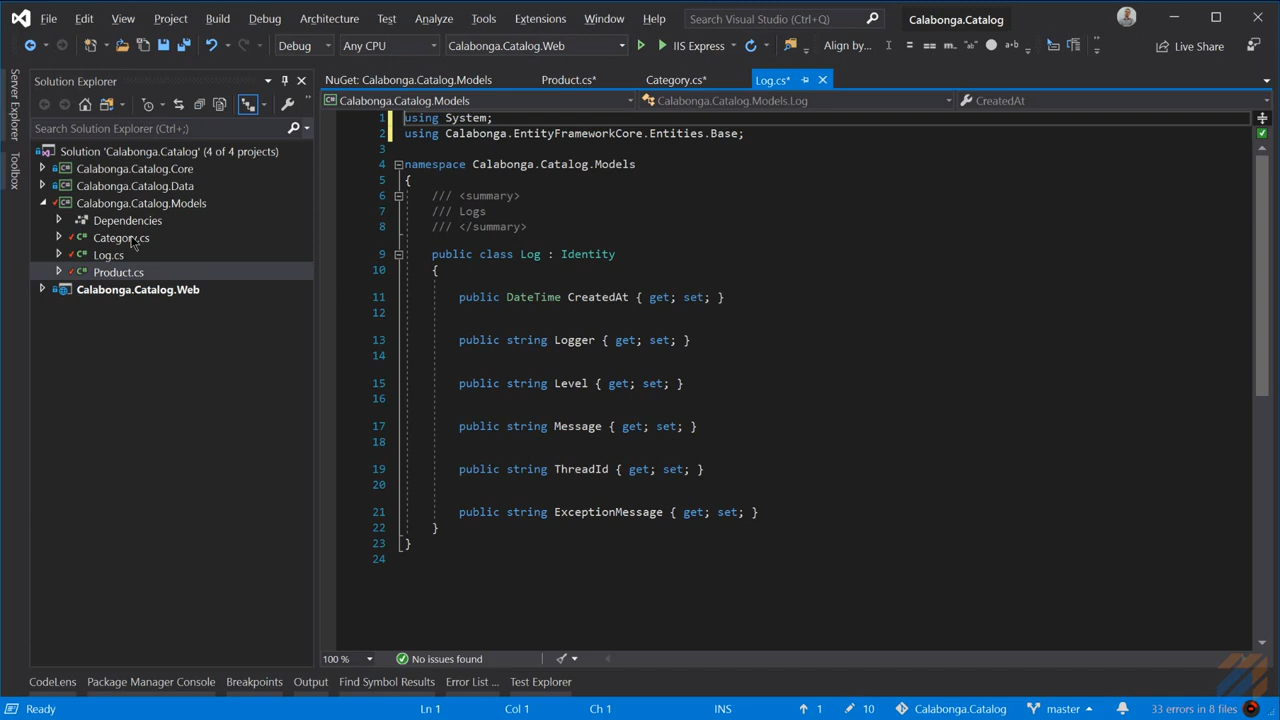 File Edit View Project Build Debug Architecture Test Analyze Tools Extensions Window Help Search Visual Studio (Ctrl+Q) Calabonga.Catalog
Debug Any CPU Calabonga.Catalog.Web IIS Express Align by... Live Share
Server Explorer
Toolbox
Solution Explorer
Search Solution Explorer (Ctrl+;)
Solution 'Calabonga.Catalog' (4 of 4 projects)
Calabonga.Catalog.Core
Calabonga.Catalog.Data
Calabonga.Catalog.Models
Dependencies
Category.cs
Log.cs
Product.cs
Calabonga.Catalog.Web
NuGet: Calabonga.Catalog.Models Product.cs* Category.cs* Log.cs*
Calabonga.Catalog.Models Calabonga.Catalog.Models.Log CreatedAt
1 using System;
2 using Calabonga.EntityFrameworkCore.Entities.Base;
3
4 namespace Calabonga.Catalog.Models
5 {
6 /// <summary>
7 /// Logs
8 /// </summary>
9 public class Log : Identity
10 {
11 public DateTime CreatedAt { get; set; }
12
13 public string Logger { get; set; }
14
15 public string Level { get; set; }
16
17 public string Message { get; set; }
18
19 public string ThreadId { get; set; }
20
21 public string ExceptionMessage { get; set; }
22 }
23 }
24
100 % No issues found
CodeLens Package Manager Console Breakpoints Output Find Symbol Results Error List ... Test Explorer
Ready Ln 1 Col 1 Ch 1 INS 1 10 Calabonga.Catalog master 33 errors in 8 files